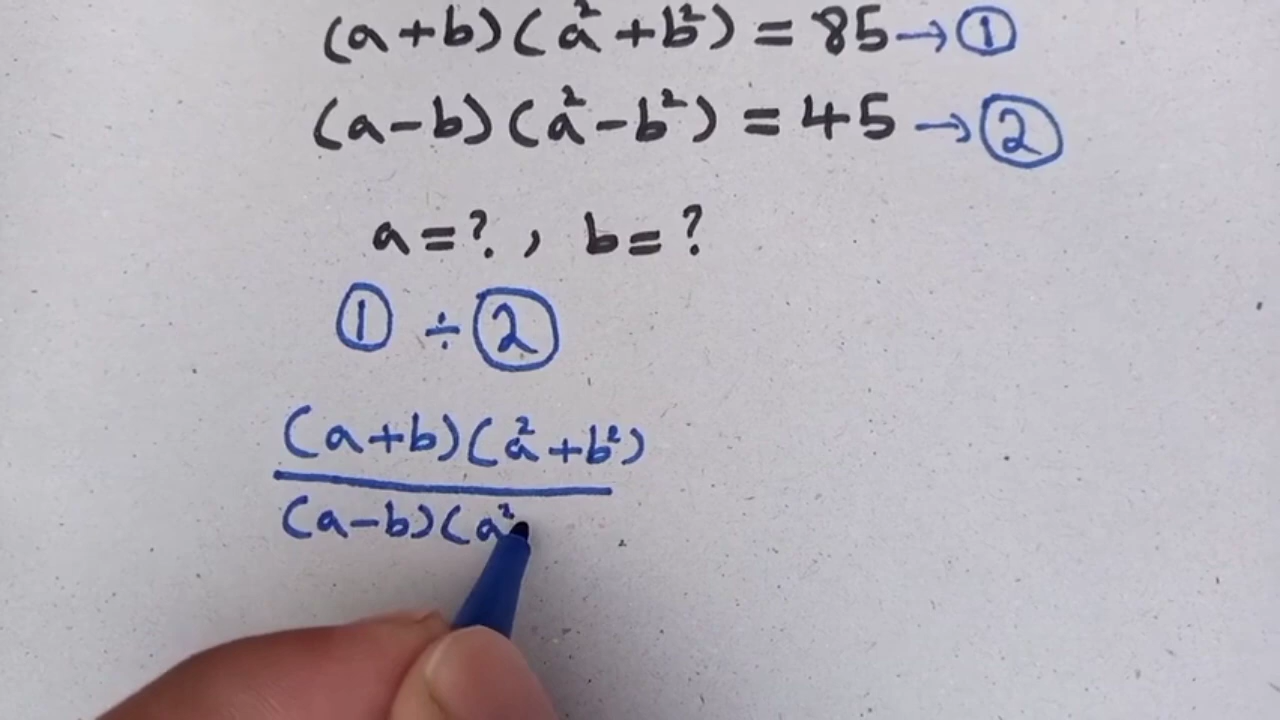 (a+b)(a²+b²) = 85 → ①
(a-b)(a²-b²) = 45 → ②
a=?, b=?
① ÷ ②
(a+b)(a²+b²)
(a-b)(a²